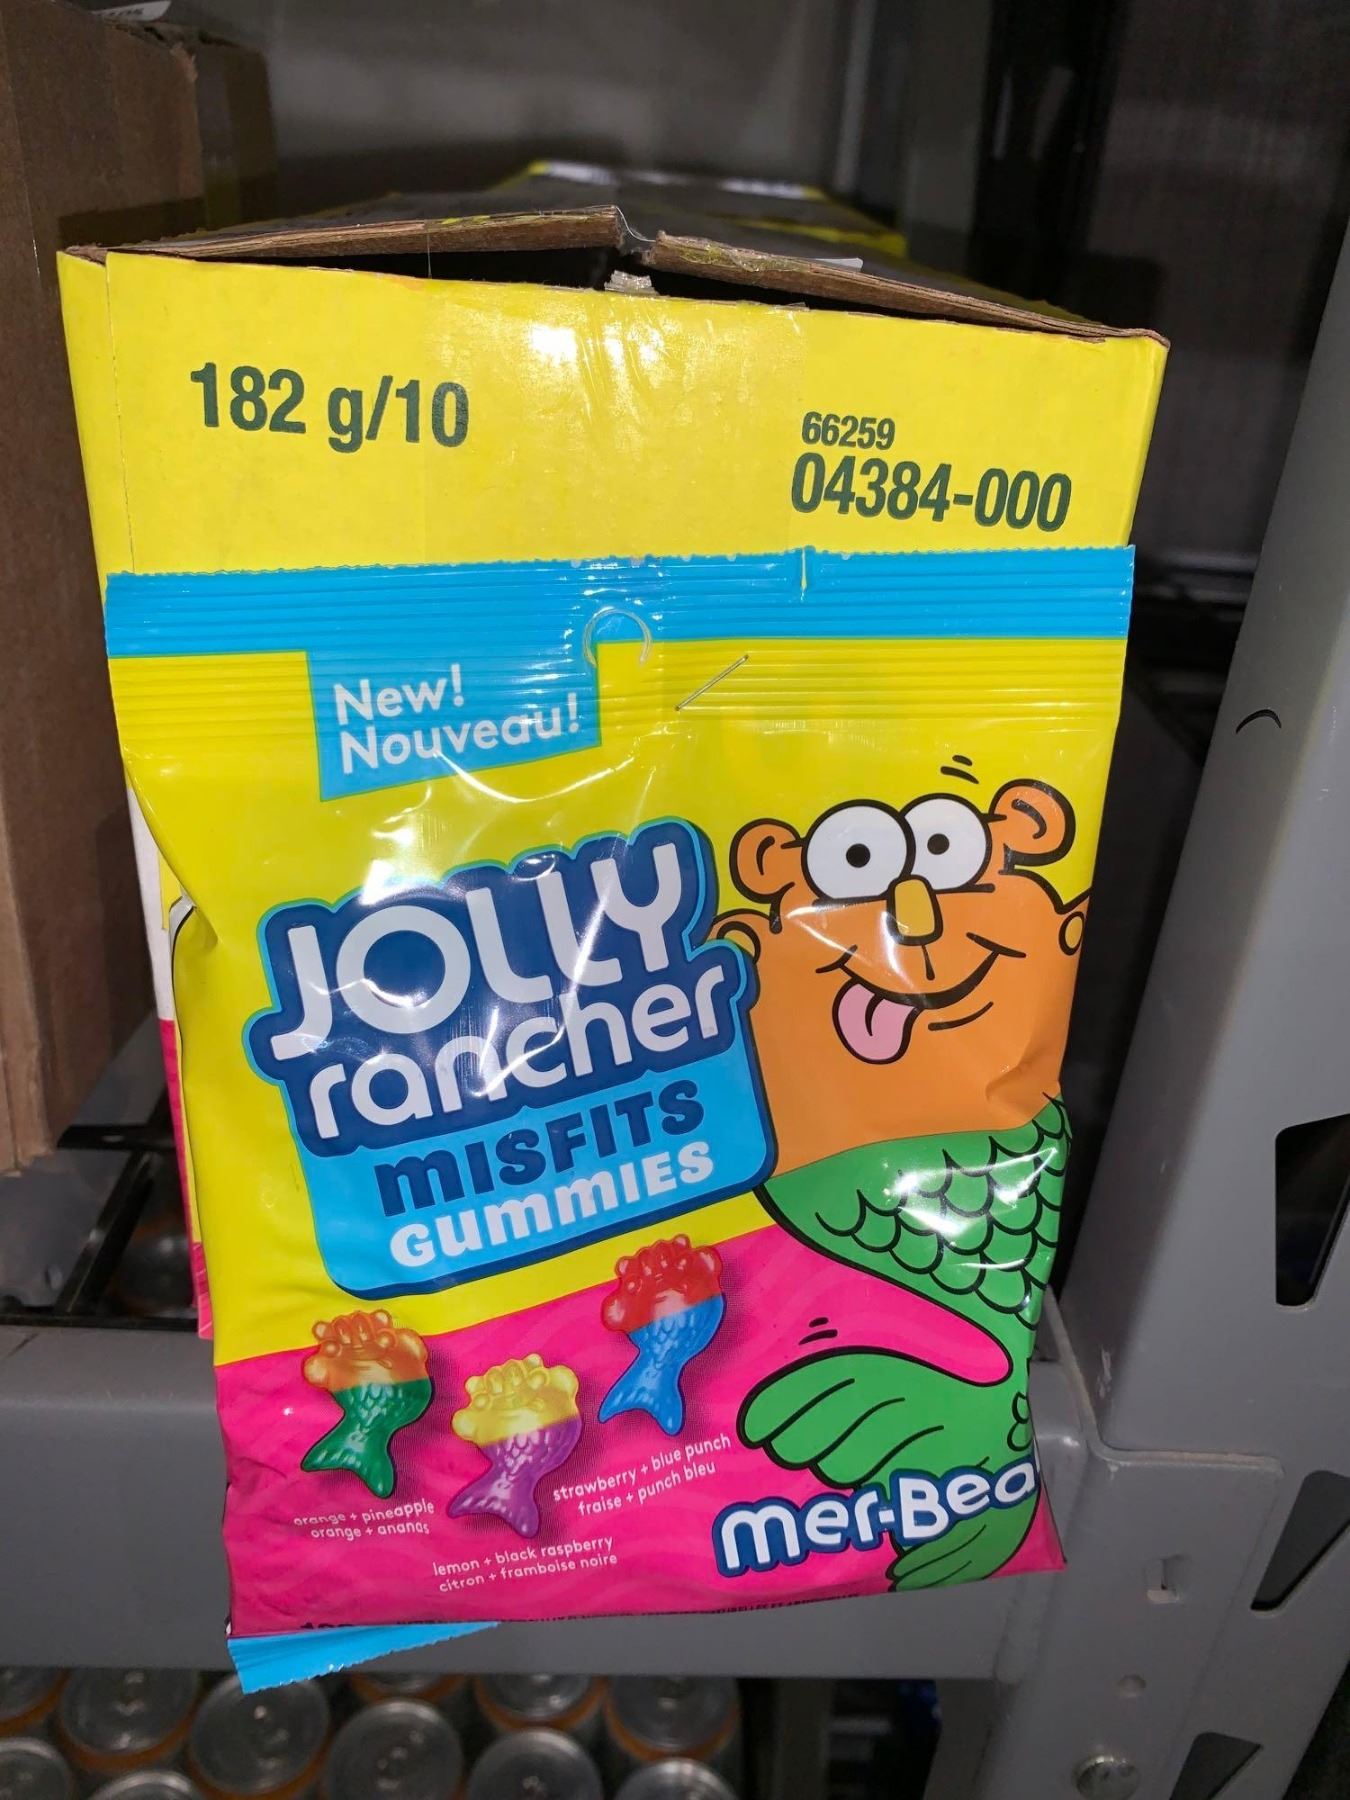 182 g/10
66259
04384-000
New!
Nouveau!
JOLLY
rancher
MISFITS
GUMMIES
orange + pineapple
orange + ananas
lemon + black raspberry
citron + framboise noire
strawberry + blue punch
fraise + punch bleu
mer-Bea